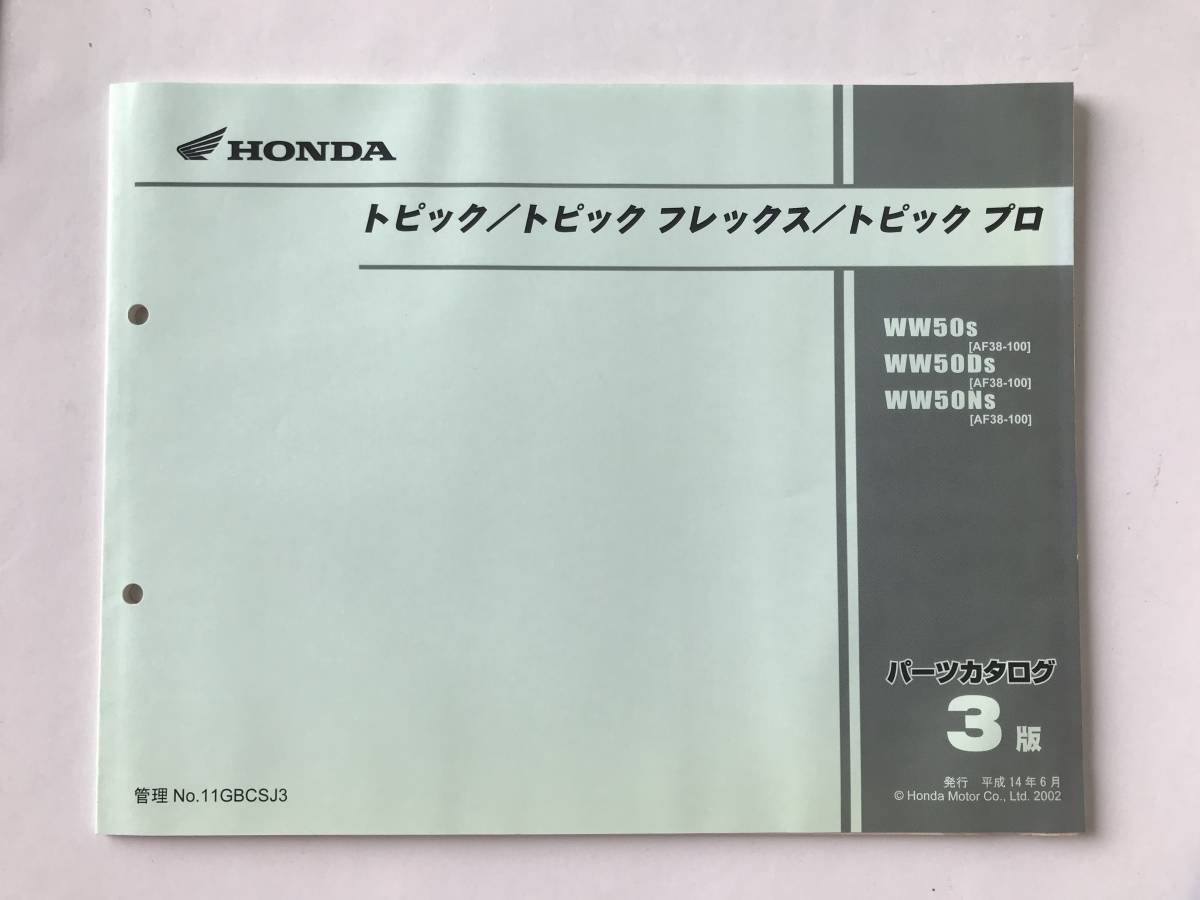 HONDA
トピック／トピック フレックス／トピック プロ
WW50S
[AF38-100]
WW50DS
[AF38-100]
WW50NS
[AF38-100]
パーツカタログ
3 版
発行 平成14年6月
© Honda Motor Co., Ltd. 2002
管理 No.11GBCSJ3